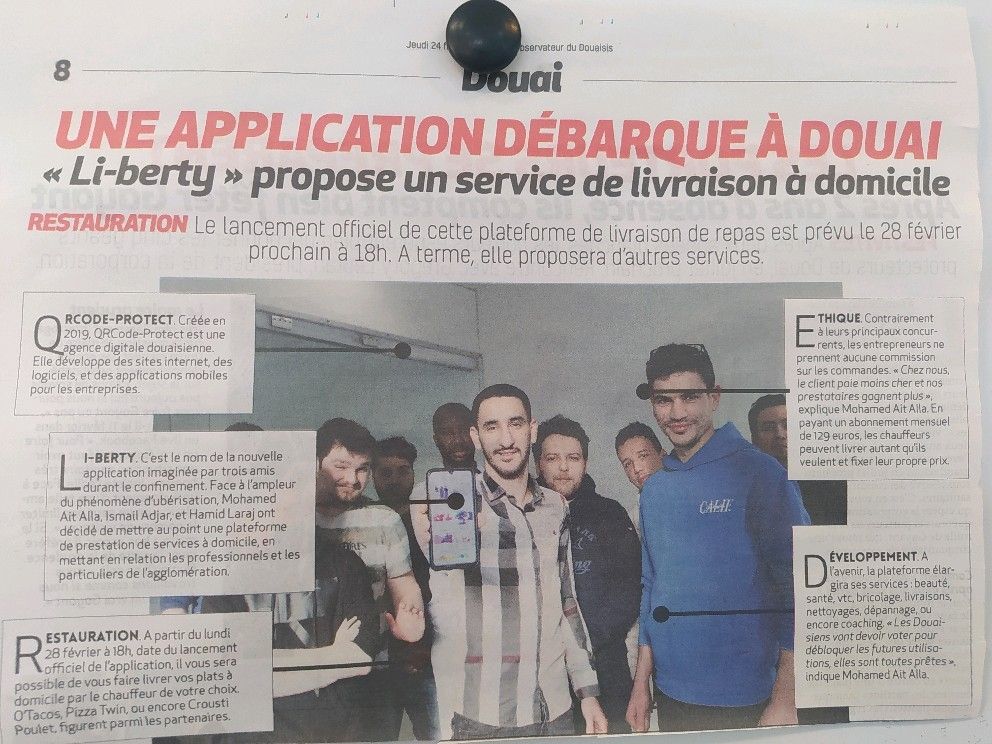 Jeudi 24 f servateur du Douaisis
8
Douai
UNE APPLICATION DÉBARQUE À DOUAI
« Li-berty » propose un service de livraison à domicile
RESTAURATION Le lancement officiel de cette plateforme de livraison de repas est prévu le 28 février
prochain à 18h. A terme, elle proposera d'autres services.
QRCODE-PROTECT. Créée en
2019, QRCode-Protect est une
agence digitale douaisienne.
Elle développe des sites internet, des
logiciels, et des applications mobiles
pour les entreprises.
LI-BERTY. C'est le nom de la nouvelle
application imaginée par trois amis
durant le confinement. Face à l'ampleur
du phénomène d'ubérisation, Mohamed
Ait Alla, Ismail Adjar, et Hamid Laraj ont
décidé de mettre au point une plateforme
de prestation de services à domicile, en
mettant en relation les professionnels et les
particuliers de l'agglomération.
RESTAURATION. A partir du lundi
28 février à 18h, date du lancement
officiel de l'application, il vous sera
possible de vous faire livrer vos plats à
domicile par le chauffeur de votre choix.
O'Tacos, Pizza Twin, ou encore Crousti
Poulet, figurent parmi les partenaires.
ETHIQUE. Contrairement
à leurs principaux concur-
rents, les entrepreneurs ne
prennent aucune commission
sur les commandes. « Chez nous,
le client paie moins cher et nos
prestataires gagnent plus »,
explique Mohamed Ait Alla. En
payant un abonnement mensuel
de 129 euros, les chauffeurs
peuvent livrer autant qu'ils
veulent et fixer leur propre prix.
DÉVELOPPEMENT. A
l'avenir, la plateforme élar-
gira ses services : beauté,
santé, vtc, bricolage, livraisons,
nettoyages, dépannage, ou
encore coaching. « Les Douai-
siens vont devoir voter pour
débloquer les futures utilisa-
tions, elles sont toutes prêtes »,
indique Mohamed Ait Alla.
CALIF.